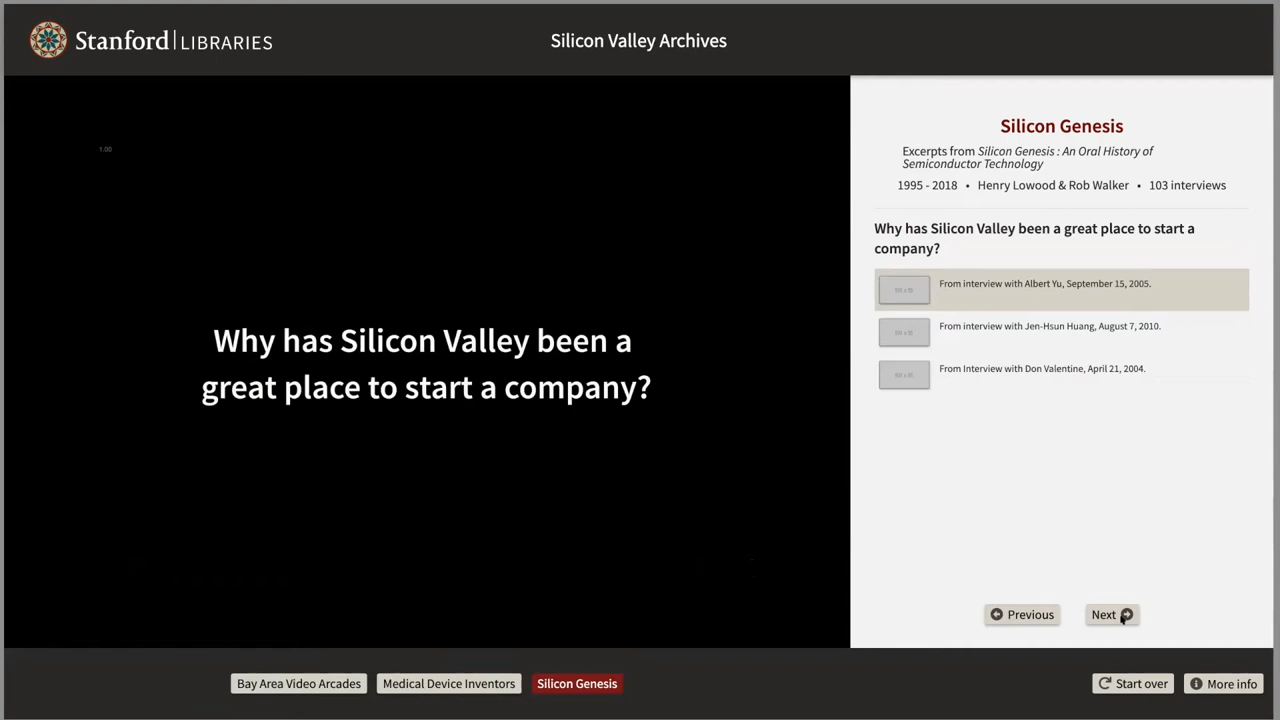 Stanford LIBRARIES
Silicon Valley Archives
1.00
Why has Silicon Valley been a
great place to start a company?
Silicon Genesis
Excerpts from Silicon Genesis : An Oral History of
Semiconductor Technology
1995 - 2018 • Henry Lowood & Rob Walker • 103 interviews
Why has Silicon Valley been a great place to start a
company?
From interview with Albert Yu, September 15, 2005.
From interview with Jen-Hsun Huang, August 7, 2010.
From Interview with Don Valentine, April 21, 2004.
Previous
Next
Bay Area Video Arcades
Medical Device Inventors
Silicon Genesis
Start over
More info